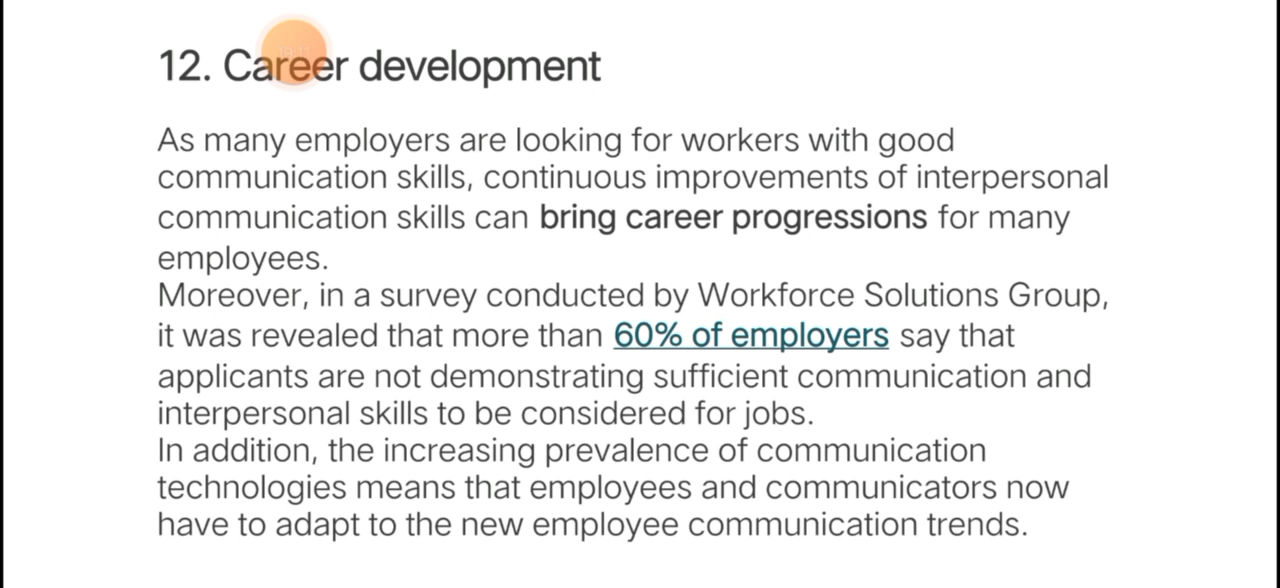 12. Career development
As many employers are looking for workers with good
communication skills, continuous improvements of interpersonal
communication skills can bring career progressions for many
employees.
Moreover, in a survey conducted by Workforce Solutions Group,
it was revealed that more than 60% of employers say that
applicants are not demonstrating sufficient communication and
interpersonal skills to be considered for jobs.
In addition, the increasing prevalence of communication
technologies means that employees and communicators now
have to adapt to the new employee communication trends.